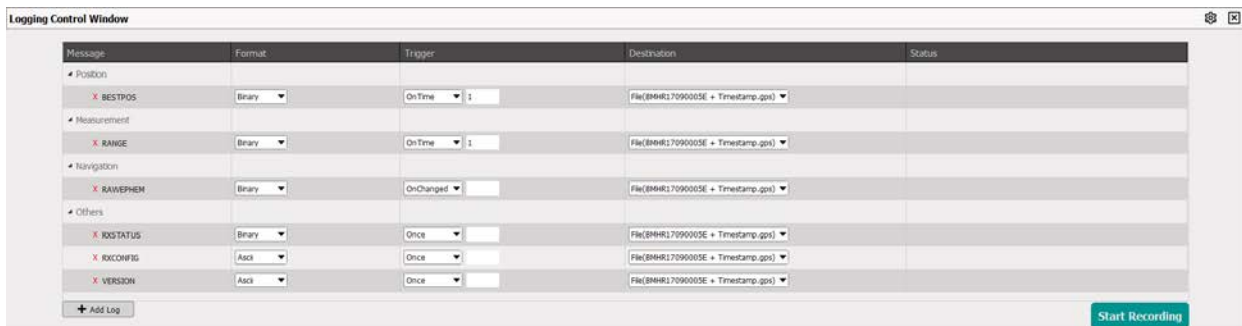 Logging Control Window
Message Format Trigger Destination Status
Position
X BESTPOS Binary OnTime 1 File(BMHR17090005E + Timestamp.gps)
Measurement
X RANGE Binary OnTime 1 File(BMHR17090005E + Timestamp.gps)
Navigation
X RAWEPHEM Binary OnChanged File(BMHR17090005E + Timestamp.gps)
Others
X RXSTATUS Binary Once File(BMHR17090005E + Timestamp.gps)
X RXCONFIG Ascii Once File(BMHR17090005E + Timestamp.gps)
X VERSION Ascii Once File(BMHR17090005E + Timestamp.gps)
+ Add Log
Start Recording